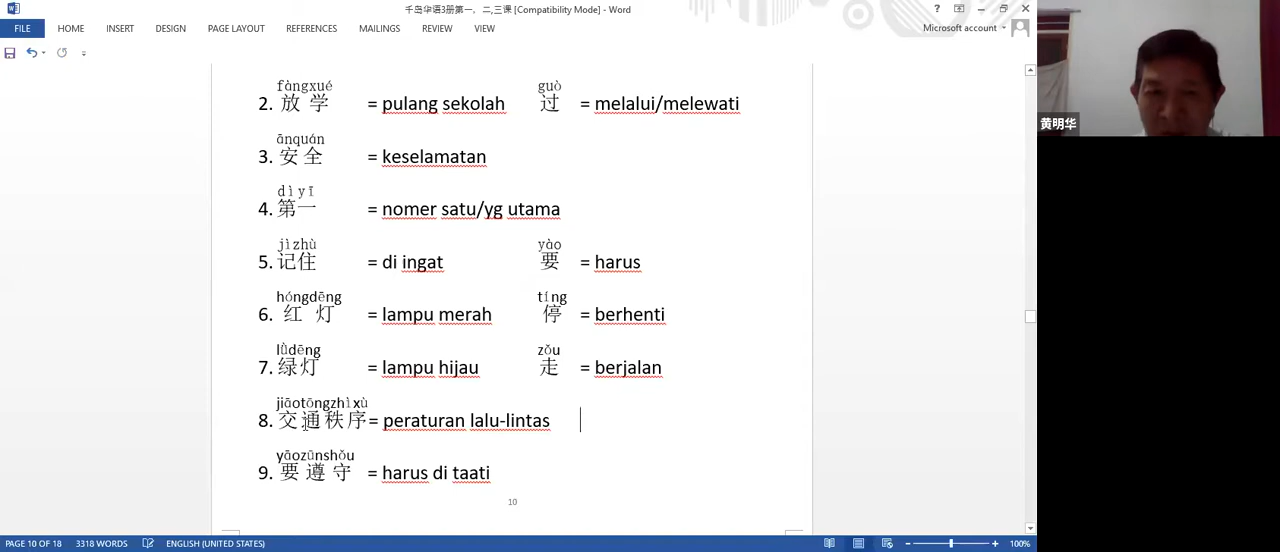 千岛华语3册第一，二,三课 [Compatibility Mode] - Word
FILE HOME INSERT DESIGN PAGE LAYOUT REFERENCES MAILINGS REVIEW VIEW Microsoft account
fàngxué guò
2. 放学 = pulang sekolah 过 = melalui/melewati
ānquán
3. 安全 = keselamatan
dìyī
4. 第一 = nomer satu/yg utama
jìzhù yào
5. 记住 = di ingat 要 = harus
hóngdēng tíng
6. 红灯 = lampu merah 停 = berhenti
lǜdēng zǒu
7. 绿灯 = lampu hijau 走 = berjalan
jiāotōngzhìxù
8. 交通秩序= peraturan lalu-lintas
yāozūnshǒu
9. 要遵守 = harus di taati
10
PAGE 10 OF 18 3318 WORDS ENGLISH (UNITED STATES) 100%
黄明华